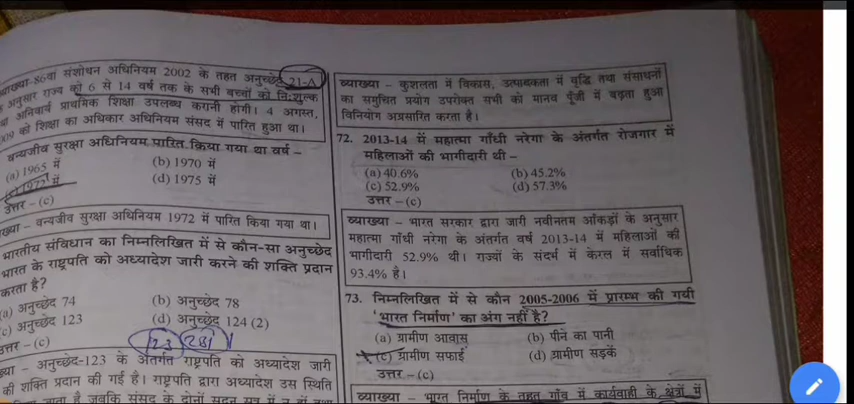 व्याख्या-86वां संशोधन अधिनियम 2002 के तहत अनुच्छेद 21-A
अनुसार राज्य को 6 से 14 वर्ष तक के सभी बच्चों को निःशुल्क
अनिवार्य प्राथमिक शिक्षा उपलब्ध करानी होगी। 4 अगस्त,
009 को शिक्षा का अधिकार अधिनियम संसद में पारित हुआ था।
वन्यजीव सुरक्षा अधिनियम पारित किया गया था वर्ष –
(a) 1965 में (b) 1970 में
(c) 1972 में (d) 1975 में
उत्तर – (c)
ख्या – वन्यजीव सुरक्षा अधिनियम 1972 में पारित किया गया था।
भारतीय संविधान का निम्नलिखित में से कौन-सा अनुच्छेद
भारत के राष्ट्रपति को अध्यादेश जारी करने की शक्ति प्रदान
करता है?
(a) अनुच्छेद 74 (b) अनुच्छेद 78
(c) अनुच्छेद 123 (d) अनुच्छेद 124 (2)
उत्तर – (c)
123
ख्या – अनुच्छेद-123 के अंतर्गत राष्ट्रपति को अध्यादेश जारी
की शक्ति प्रदान की गई है। राष्ट्रपति द्वारा अध्यादेश उस स्थिति
जाता है जबकि संसद के दोनों सदन सत्र में न हों
व्याख्या – कुशलता में विकास, उत्पादकता में वृद्धि तथा संसाधनों
का समुचित प्रयोग उपरोक्त सभी को मानव पूँजी में बढ़ता हुआ
विनियोग अग्रसारित करता है।
72. 2013-14 में महात्मा गाँधी नरेगा के अंतर्गत रोजगार में
महिलाओं की भागीदारी थी –
(a) 40.6% (b) 45.2%
(c) 52.9% (d) 57.3%
उत्तर – (c)
व्याख्या – भारत सरकार द्वारा जारी नवीनतम आँकड़ों के अनुसार
महात्मा गाँधी नरेगा के अंतर्गत वर्ष 2013-14 में महिलाओं की
भागीदारी 52.9% थी। राज्यों के संदर्भ में केरल में सर्वाधिक
93.4% है।
73. निम्नलिखित में से कौन 2005-2006 में प्रारम्भ की गयी
'भारत निर्माण' का अंग नहीं है?
(a) ग्रामीण आवास (b) पीने का पानी
(c) ग्रामीण सफाई (d) ग्रामीण सड़कें
उत्तर – (c)
व्याख्या – भारत निर्माण के तहत गाँव में कार्यवाही के क्षेत्रों में